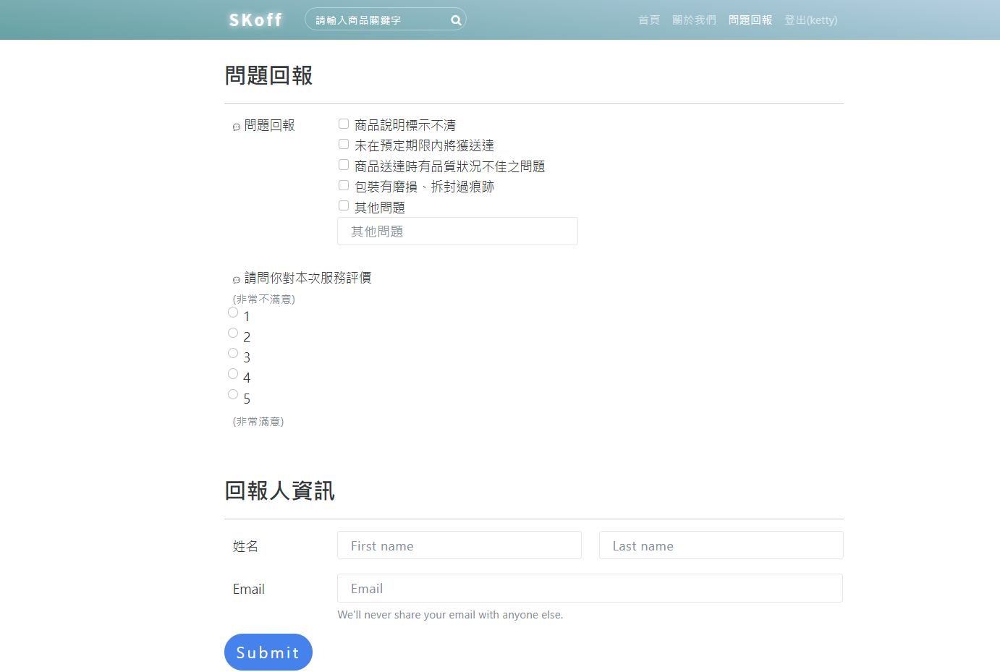 SKoff 請輸入商品關鍵字 首頁 關於我們 問題回報 登出(ketty)
問題回報
問題回報
商品說明標示不清
未在預定期限內將獲送達
商品送達時有品質狀況不佳之問題
包裝有磨損、拆封過痕跡
其他問題
其他問題
請問你對本次服務評價
(非常不滿意)
1
2
3
4
5
(非常滿意)
回報人資訊
姓名 First name Last name
Email Email
We'll never share your email with anyone else.
Submit